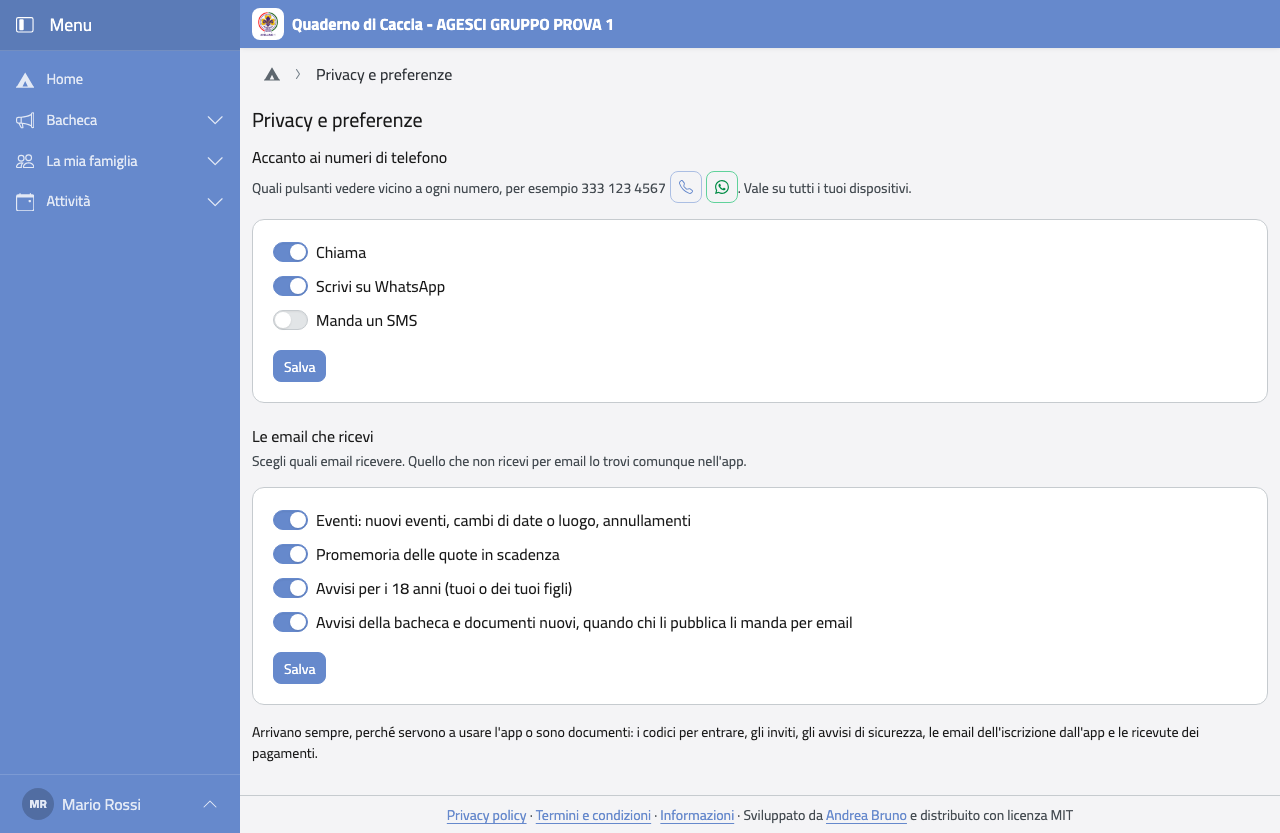 Menu
Quaderno di Caccia - AGESCI GRUPPO PROVA 1
Home
Bacheca
La mia famiglia
Attività
Privacy e preferenze
Privacy e preferenze
Accanto ai numeri di telefono
Quali pulsanti vedere vicino a ogni numero, per esempio 333 123 4567 . Vale su tutti i tuoi dispositivi.
Chiama
Scrivi su WhatsApp
Manda un SMS
Salva
Le email che ricevi
Scegli quali email ricevere. Quello che non ricevi per email lo trovi comunque nell'app.
Eventi: nuovi eventi, cambi di date o luogo, annullamenti
Promemoria delle quote in scadenza
Avvisi per i 18 anni (tuoi o dei tuoi figli)
Avvisi della bacheca e documenti nuovi, quando chi li pubblica li manda per email
Salva
Arrivano sempre, perché servono a usare l'app o sono documenti: i codici per entrare, gli inviti, gli avvisi di sicurezza, le email dell'iscrizione dall'app e le ricevute dei
pagamenti.
MR Mario Rossi
Privacy policy · Termini e condizioni · Informazioni · Sviluppato da Andrea Bruno e distribuito con licenza MIT